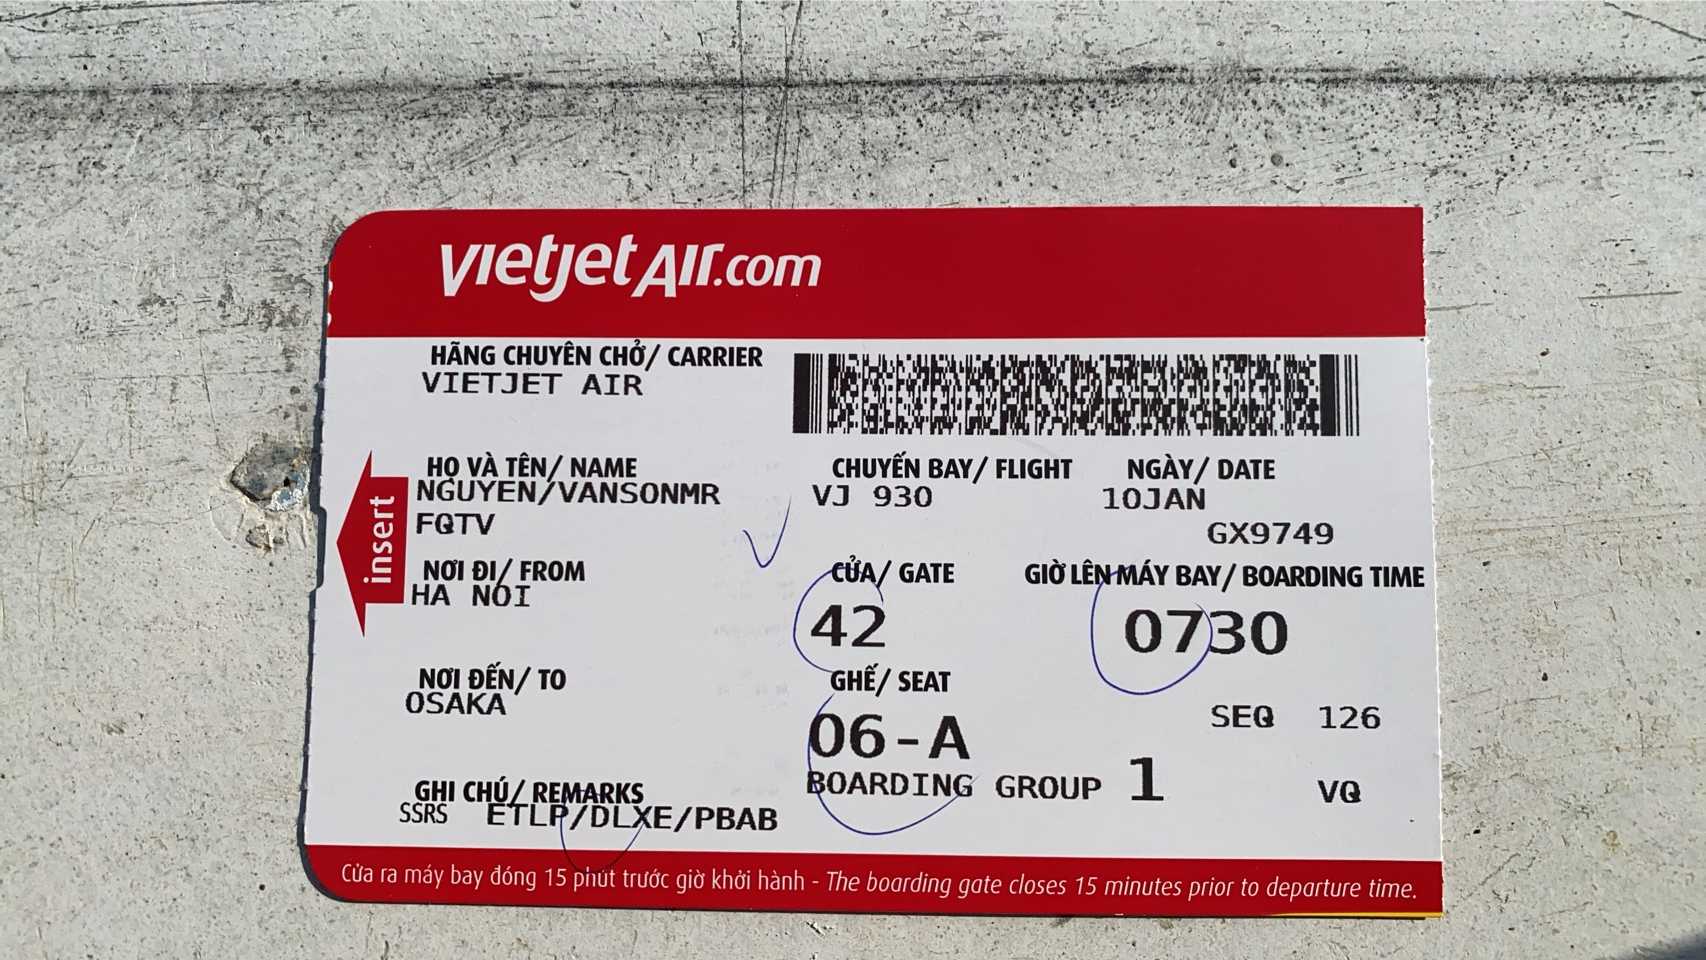 vietjetAir.com
HÃNG CHUYÊN CHỞ/ CARRIER
VIETJET AIR
HỌ VÀ TÊN/ NAME
NGUYEN/VANSONMR
FQTV
CHUYẾN BAY/ FLIGHT
VJ 930
NGÀY/ DATE
10JAN
GX9749
insert
NƠI ĐI/ FROM
HA NOI
CỬA/ GATE
42
GIỜ LÊN MÁY BAY/ BOARDING TIME
0730
NƠI ĐẾN/ TO
OSAKA
GHẾ/ SEAT
06-A
SEQ 126
BOARDING GROUP 1
VQ
GHI CHÚ/ REMARKS
SSRS ETLP/DLXE/PBAB
Cửa ra máy bay đóng 15 phút trước giờ khởi hành - The boarding gate closes 15 minutes prior to departure time.